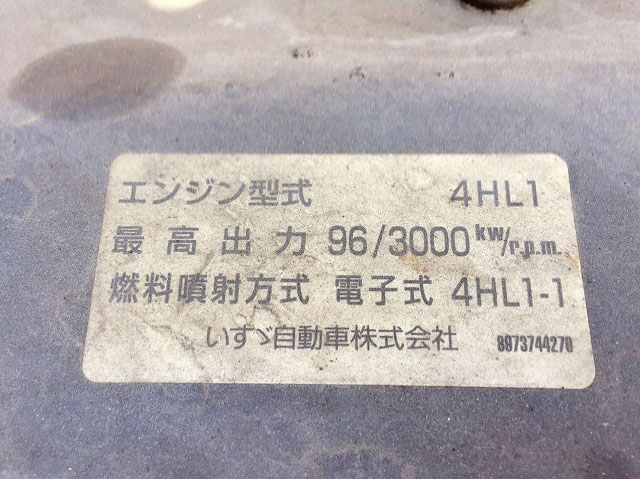 エンジン型式 4HL1
最高出力 96/3000 kW/r.p.m.
燃料噴射方式 電子式 4HL1-1
いすゞ自動車株式会社 8973744270